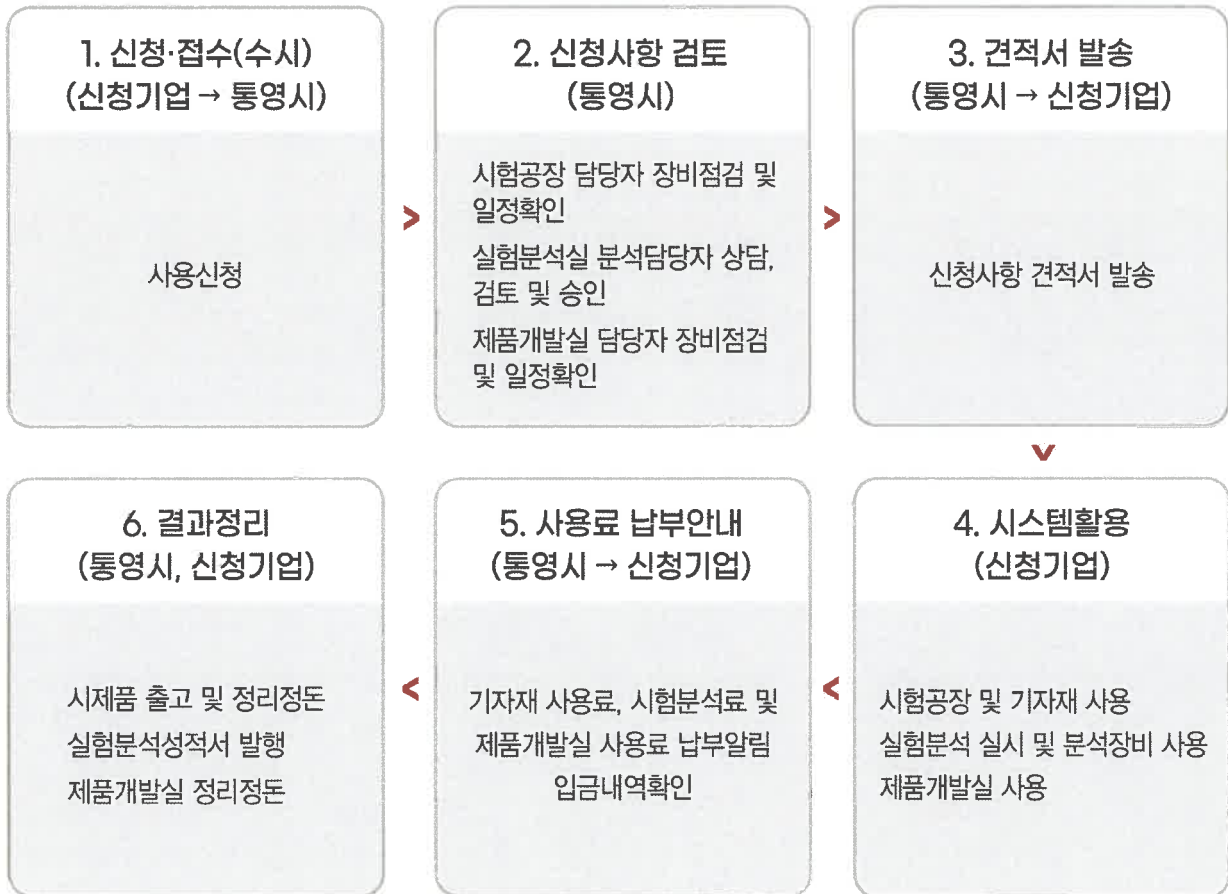 1. 신청·접수(수시)
(신청기업 → 통영시)
사용신청
>
2. 신청사항 검토
(통영시)
시험공장 담당자 장비점검 및
일정확인
실험분석실 분석담당자 상담,
검토 및 승인
제품개발실 담당자 장비점검
및 일정확인
>
3. 견적서 발송
(통영시 → 신청기업)
신청사항 견적서 발송
4. 시스템활용
(신청기업)
시험공장 및 기자재 사용
실험분석 실시 및 분석장비 사용
제품개발실 사용
<
5. 사용료 납부안내
(통영시 → 신청기업)
기자재 사용료, 시험분석료 및
제품개발실 사용료 납부알림
입금내역확인
<
6. 결과정리
(통영시, 신청기업)
시제품 출고 및 정리정돈
실험분석성적서 발행
제품개발실 정리정돈